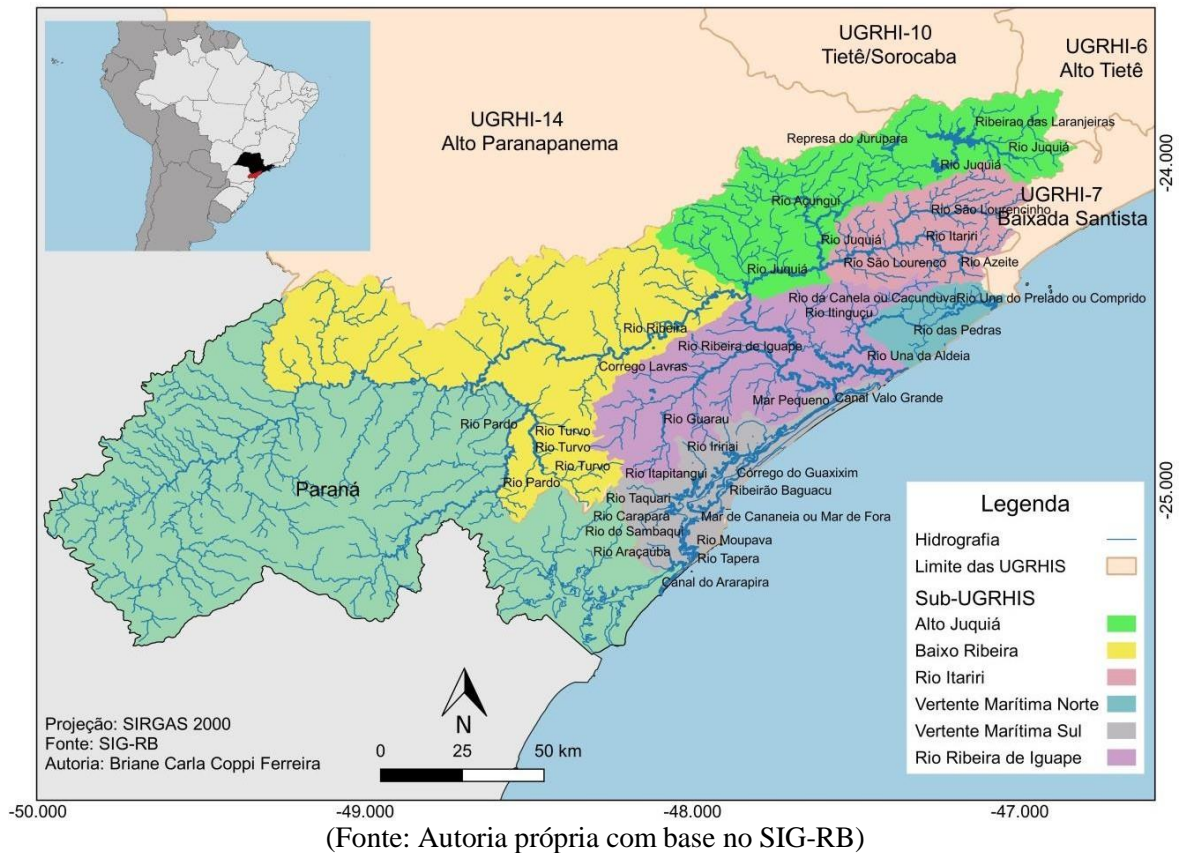 UGRHI-10
Tietê/Sorocaba
UGRHI-6
Alto Tietê
UGRHI-14
Alto Paranapanema
Ribeirao das Laranjeiras
Represa do Jurupara
Rio Juquiá
Rio Juquiá
-24.000
UGRHI-7
Baixada Santista
Rio Açungui
Rio São Lourencinho
Rio Juquiá
Rio Itariri
Rio Juquiá
Rio São Lourenço
Rio Azeite
Rio da Canela ou Cacunduva
Rio Una do Prelado ou Comprido
Rio Itinguçu
Rio Ribeira
Rio das Pedras
Rio Ribeira de Iguape
Rio Una da Aldeia
Corrego Lavras
Mar Pequeno
Canal Valo Grande
Rio Pardo
Rio Turvo
Rio Guarau
Rio Turvo
Rio Iririai
Rio Turvo
Rio Itapitangui
Córrego do Guaxixim
Rio Pardo
Ribeirão Baguacu
Paraná
Rio Taquari
-25.000
Rio Carapara
Mar de Cananeia ou Mar de Fora
Rio do Sambaqui
Rio Moupava
Rio Araçauba
Rio Tapera
Canal do Ararapira
Legenda
Hidrografia
Limite das UGRHIS
Sub-UGRHIS
Alto Juquiá
Baixo Ribeira
Rio Itariri
Vertente Marítima Norte
Vertente Marítima Sul
Rio Ribeira de Iguape
N
0 25 50 km
Projeção: SIRGAS 2000
Fonte: SIG-RB
Autoria: Briane Carla Coppi Ferreira
-50.000 -49.000 -48.000 -47.000
(Fonte: Autoria própria com base no SIG-RB)